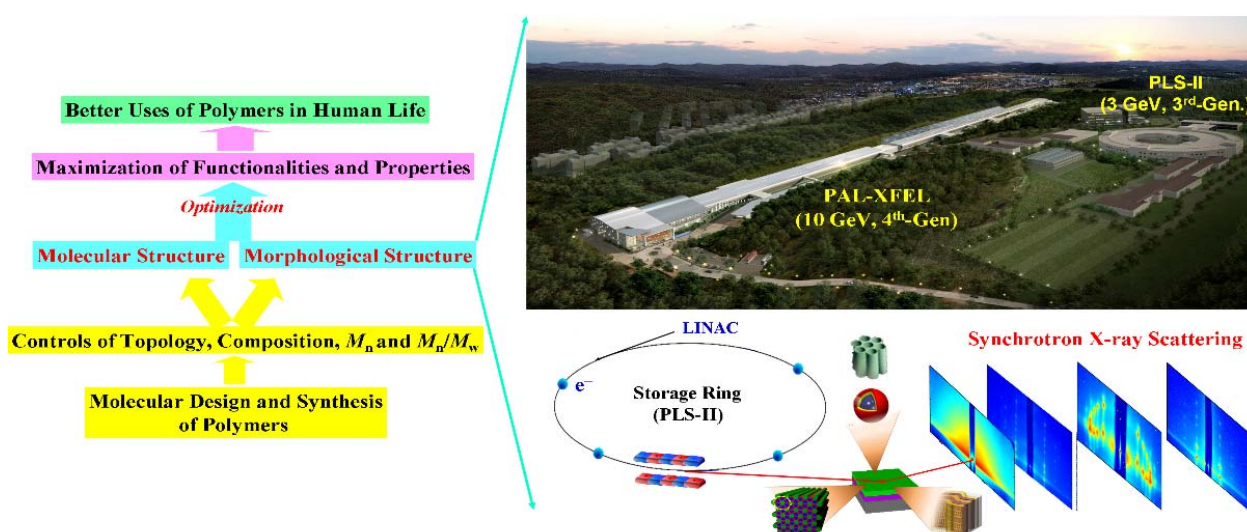 Better Uses of Polymers in Human Life
Maximization of Functionalities and Properties
Optimization
Molecular Structure
Morphological Structure
Controls of Topology, Composition, Mn and Mn/Mw
Molecular Design and Synthesis
of Polymers
PLS-II
(3 GeV, 3rd-Gen.)
PAL-XFEL
(10 GeV, 4th-Gen)
LINAC
e−
Storage Ring
(PLS-II)
Synchrotron X-ray Scattering